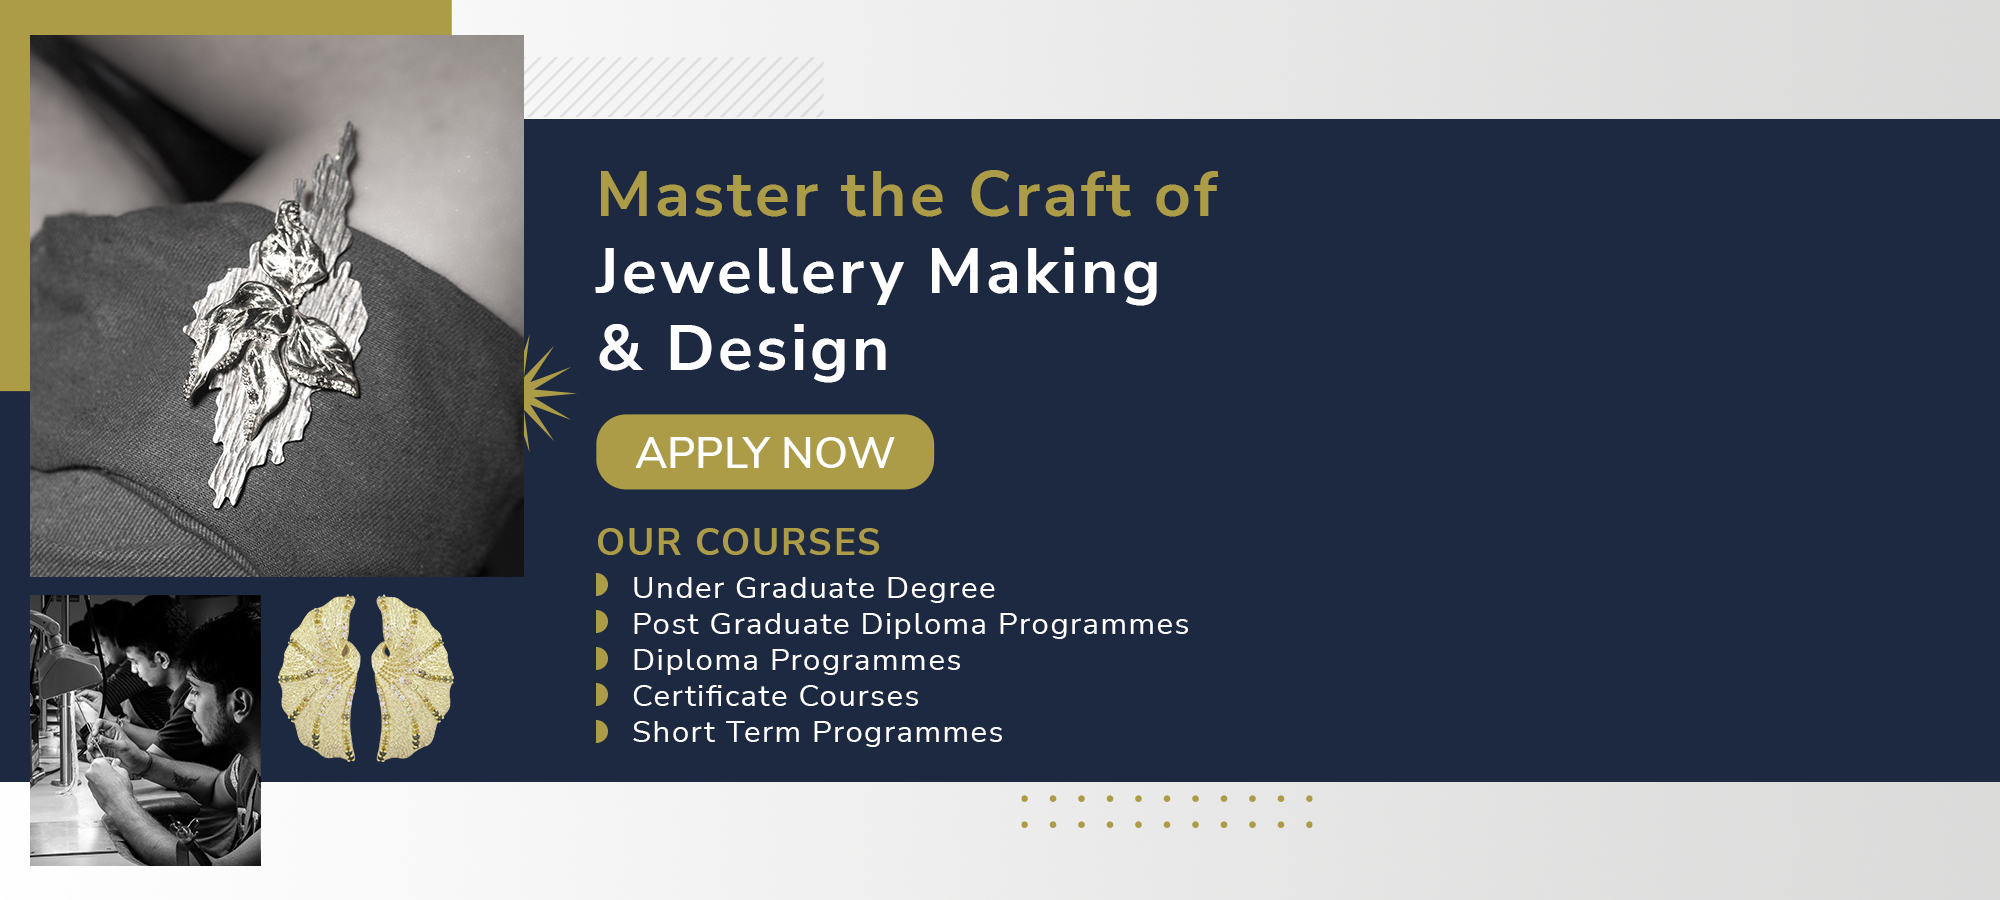 Master the Craft of
Jewellery Making
& Design
APPLY NOW
OUR COURSES
Under Graduate Degree
Post Graduate Diploma Programmes
Diploma Programmes
Certificate Courses
Short Term Programmes